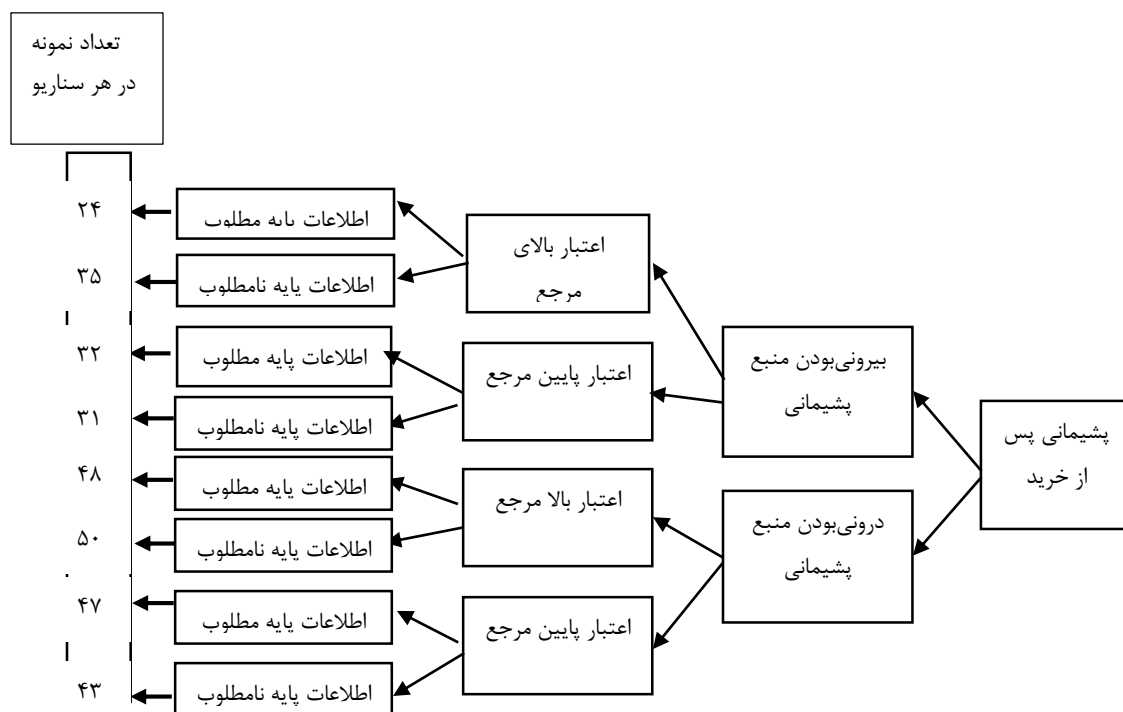 تعداد نمونه
در هر سناریو
پشیمانی پس
از خرید
بیرونی‌بودن منبع
پشیمانی
درونی‌بودن منبع
پشیمانی
اعتبار بالای
مرجع
اعتبار پایین مرجع
اعتبار بالا مرجع
اعتبار پایین مرجع
اطلاعات پایه مطلوب
اطلاعات پایه نامطلوب
اطلاعات پایه مطلوب
اطلاعات پایه نامطلوب
اطلاعات پایه مطلوب
اطلاعات پایه نامطلوب
اطلاعات پایه مطلوب
اطلاعات پایه نامطلوب
۲۴
۳۵
۳۲
۳۱
۴۸
۵۰
۴۷
۴۳